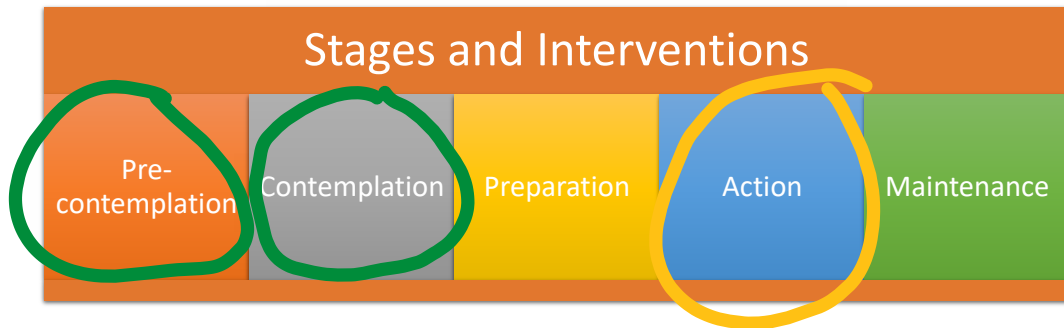 Stages and Interventions
Pre-
contemplation
Contemplation
Preparation
Action
Maintenance